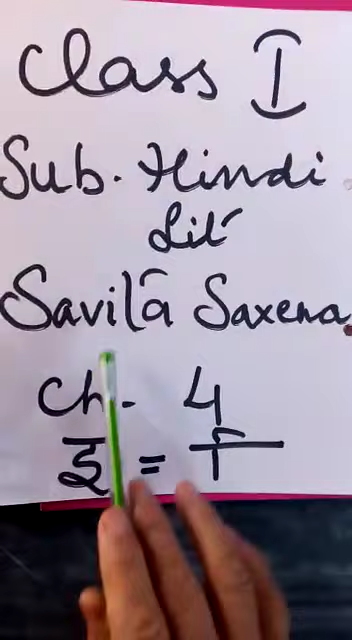 Class I
Sub. Hindi
Lit
Savita Saxena
Ch. 4
इ = ि